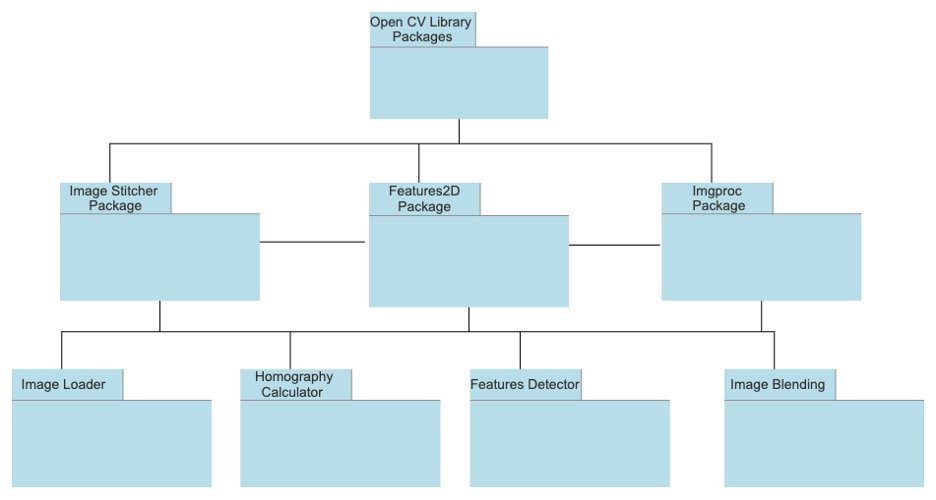 Open CV Library
Packages
Image Stitcher
Package
Features2D
Package
Imgproc
Package
Image Loader
Homography
Calculator
Features Detector
Image Blending